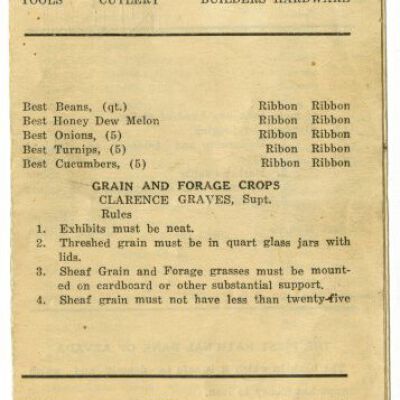 TOOLS CUTLERY BUILDERS HARDWARE
Best Beans, (qt.) Ribbon Ribbon
Best Honey Dew Melon Ribbon Ribbon
Best Onions, (5) Ribbon Ribbon
Best Turnips, (5) Ribon Ribbon
Best Cucumbers, (5) Ribbon Ribbon
GRAIN AND FORAGE CROPS
CLARENCE GRAVES, Supt.
Rules
1. Exhibits must be neat.
2. Threshed grain must be in quart glass jars with
lids.
3. Sheaf Grain and Forage grasses must be mount-
ed on cardboard or other substantial support.
4. Sheaf grain must not have less than twenty-five